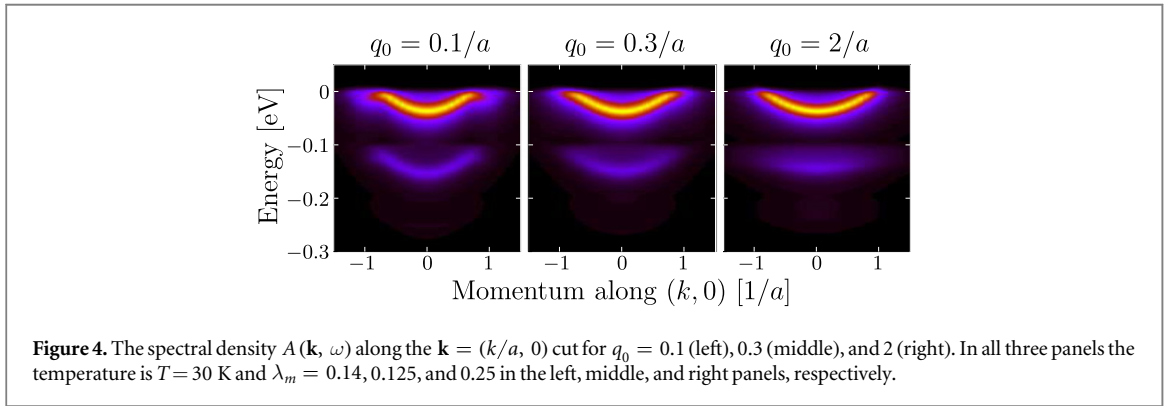 q₀ = 0.1/a q₀ = 0.3/a q₀ = 2/a
Energy [eV]
0
−0.1
−0.2
−0.3
−1 0 1 −1 0 1 −1 0 1
Momentum along (k, 0) [1/a]
Figure 4. The spectral density A(k, ω) along the k = (k/a, 0) cut for q₀ = 0.1 (left), 0.3 (middle), and 2 (right). In all three panels the
temperature is T = 30 K and λₘ = 0.14, 0.125, and 0.25 in the left, middle, and right panels, respectively.